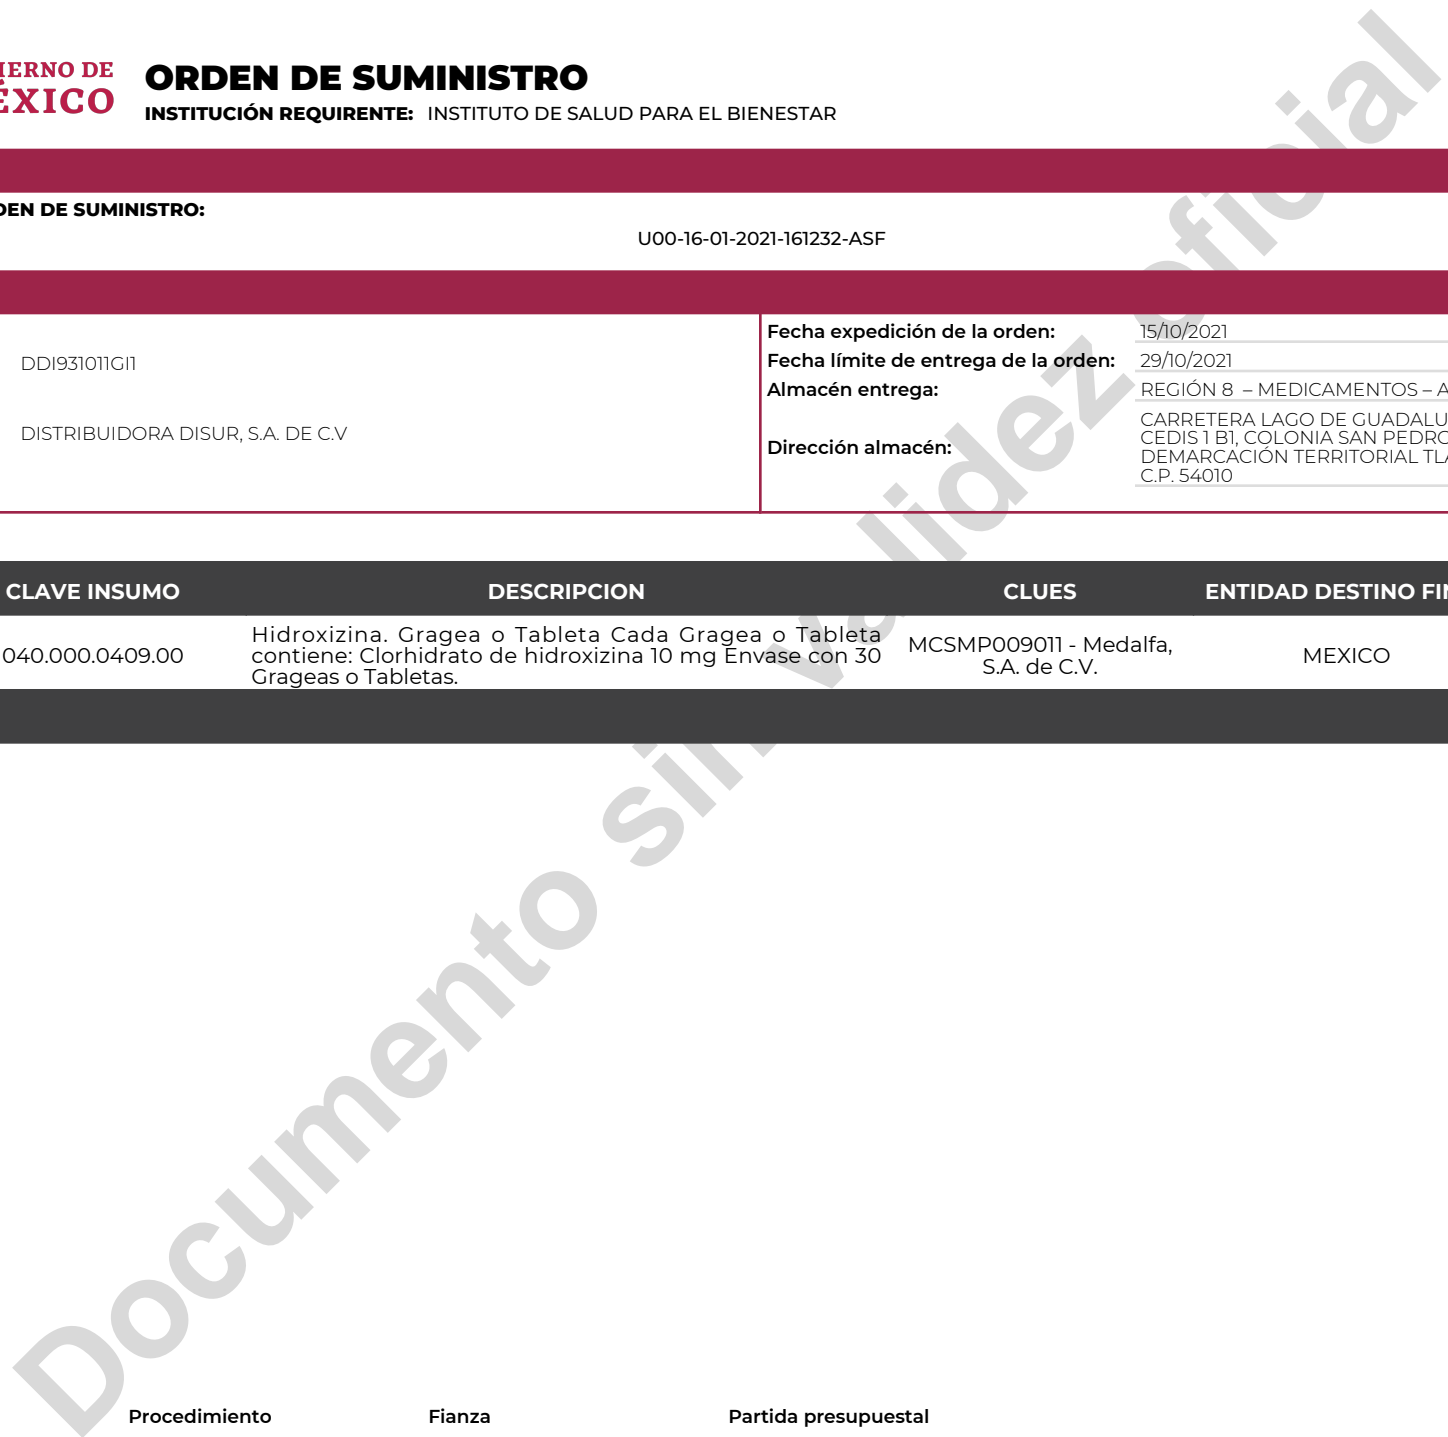 IERNO DE
ÉXICO
ORDEN DE SUMINISTRO
INSTITUCIÓN REQUIRENTE: INSTITUTO DE SALUD PARA EL BIENESTAR
DEN DE SUMINISTRO:
U00-16-01-2021-161232-ASF
DDI931011GI1
DISTRIBUIDORA DISUR, S.A. DE C.V
Fecha expedición de la orden: 15/10/2021
Fecha límite de entrega de la orden: 29/10/2021
Almacén entrega: REGIÓN 8 – MEDICAMENTOS – A
Dirección almacén: CARRETERA LAGO DE GUADALU
CEDIS 1 B1, COLONIA SAN PEDRO
DEMARCACIÓN TERRITORIAL TLA
C.P. 54010
CLAVE INSUMO DESCRIPCION CLUES ENTIDAD DESTINO FIN
040.000.0409.00
Hidroxizina. Gragea o Tableta Cada Gragea o Tableta
contiene: Clorhidrato de hidroxizina 10 mg Envase con 30
Grageas o Tabletas.
MCSMP009011 - Medalfa,
S.A. de C.V.
MEXICO
Documento sin validez oficial
Procedimiento Fianza Partida presupuestal